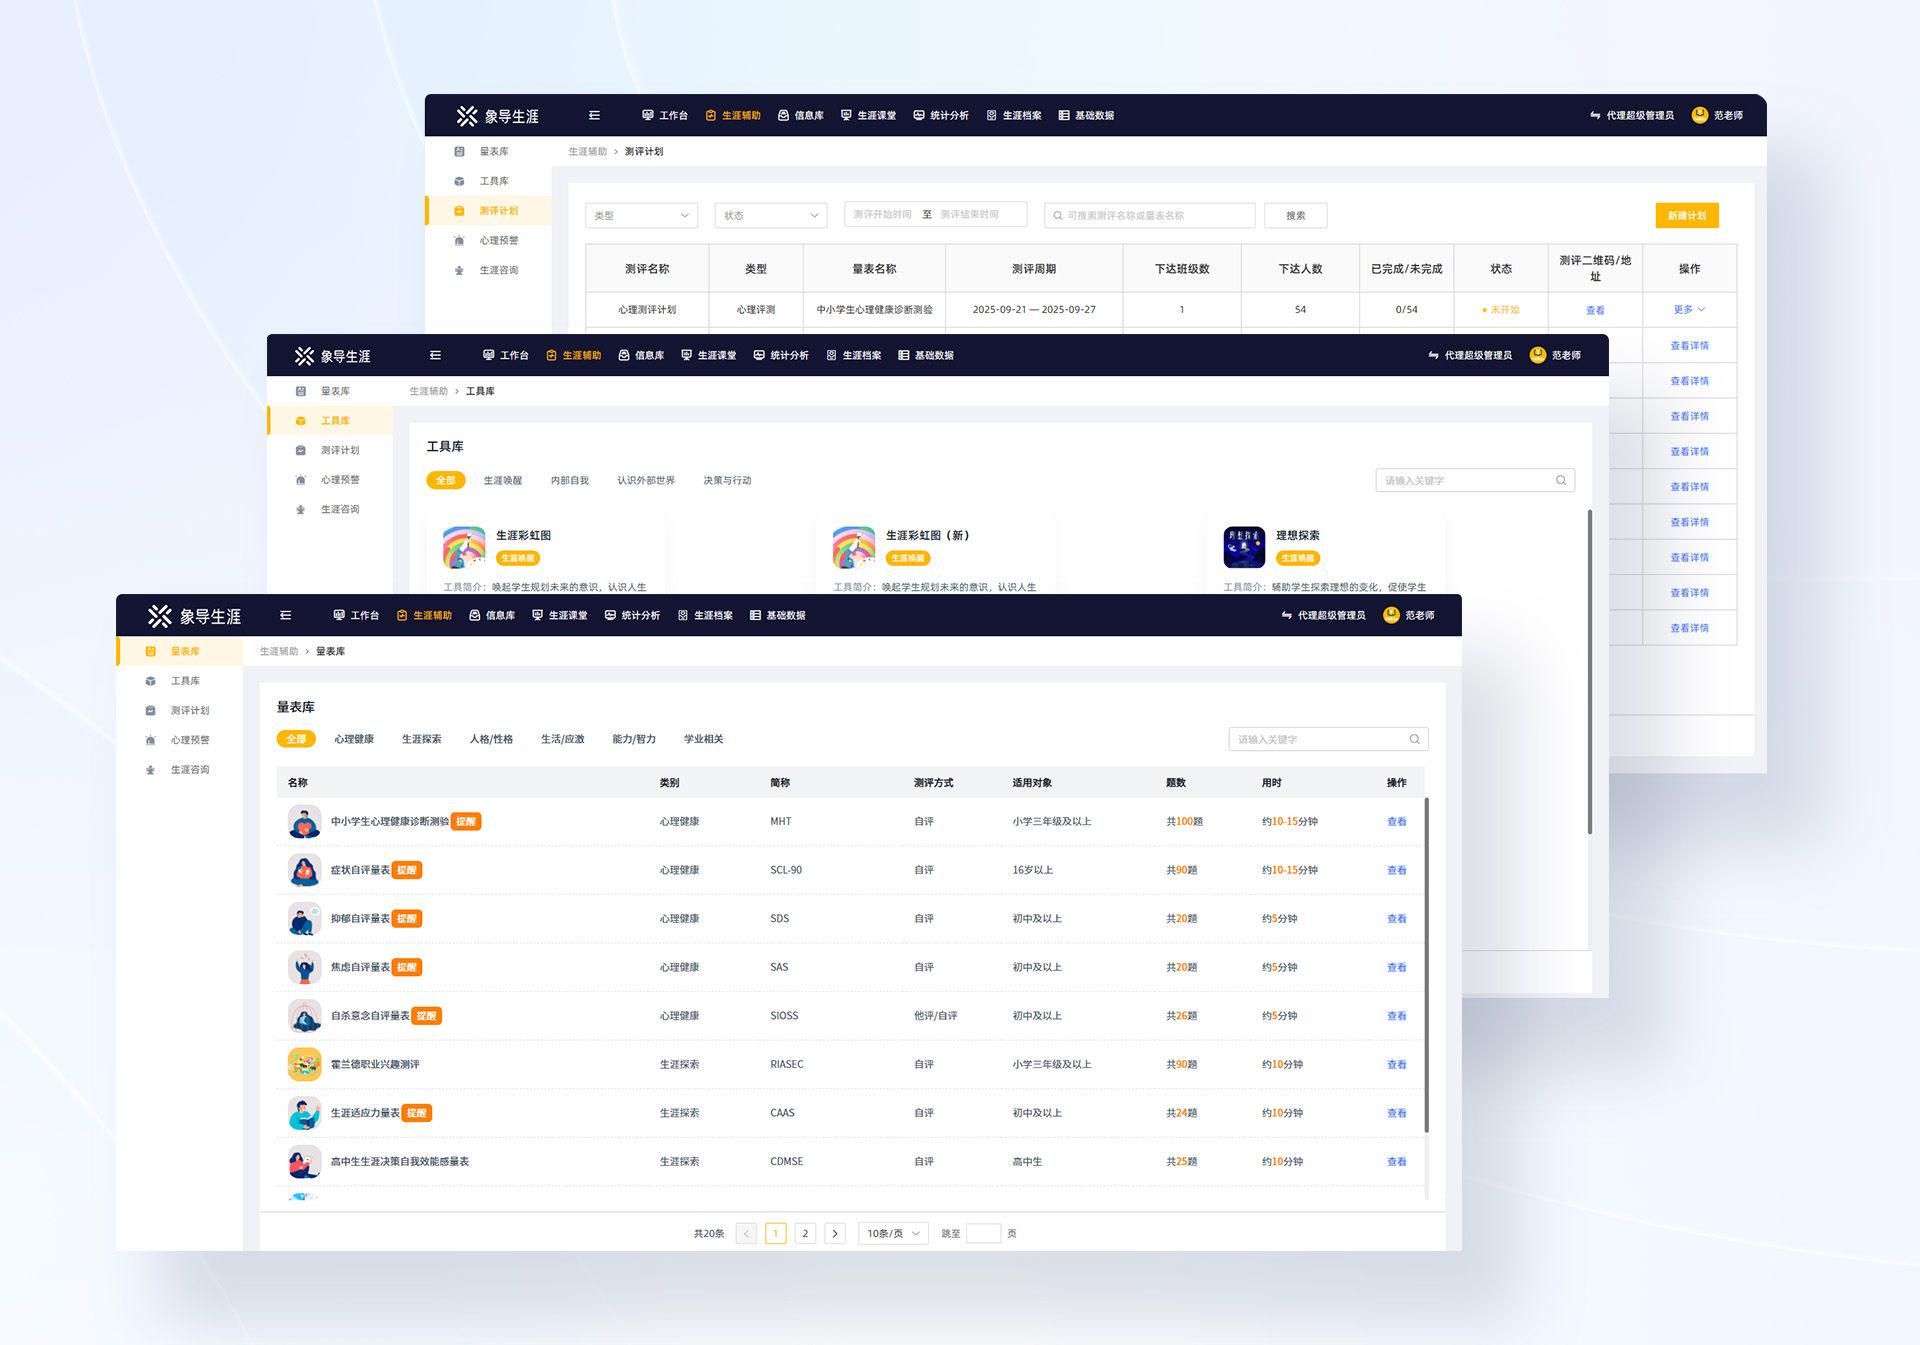 象导生涯 工作台 生涯辅助 信息库 生涯课堂 统计分析 生涯档案 基础数据 代理超级管理员 范老师
量表库 生涯辅助 > 测评计划
工具库
测评计划 类型 状态 测评开始时间 至 测评结束时间 可搜索测评名称或量表名称 搜索 新建计划
心理预警
生涯咨询
测评名称 类型 量表名称 测评周期 下达班级数 下达人数 已完成/未完成 状态 测评二维码/地址 操作
心理测评计划 心理评测 中小学生心理健康诊断测验 2025-09-21 — 2025-09-27 1 54 0/54 未开始 查看 更多
查看详情
查看详情
查看详情
查看详情
查看详情
查看详情
查看详情
查看详情
查看详情
象导生涯 工作台 生涯辅助 信息库 生涯课堂 统计分析 生涯档案 基础数据 代理超级管理员 范老师
量表库 生涯辅助 > 工具库
工具库
测评计划
心理预警
生涯咨询
工具库
全部 生涯唤醒 内部自我 认识外部世界 决策与行动 请输入关键字
生涯彩虹图 生涯彩虹图（新） 理想探索 理想探索
生涯唤醒 生涯唤醒 生涯唤醒
工具简介：唤起学生规划未来的意识，认识人生 工具简介：唤起学生规划未来的意识，认识人生 工具简介：辅助学生探索理想的变化，促使学生
象导生涯 工作台 生涯辅助 信息库 生涯课堂 统计分析 生涯档案 基础数据 代理超级管理员 范老师
量表库 生涯辅助 > 量表库
工具库
测评计划
心理预警
生涯咨询
量表库
全部 心理健康 生涯探索 人格/性格 生活/应激 能力/智力 学业相关 请输入关键字
名称 类别 简称 测评方式 适用对象 题数 用时 操作
中小学生心理健康诊断测验 提醒 心理健康 MHT 自评 小学三年级及以上 共100题 约10-15分钟 查看
症状自评量表 提醒 心理健康 SCL-90 自评 16岁以上 共90题 约10-15分钟 查看
抑郁自评量表 提醒 心理健康 SDS 自评 初中及以上 共20题 约5分钟 查看
焦虑自评量表 提醒 心理健康 SAS 自评 初中及以上 共20题 约5分钟 查看
自杀意念自评量表 提醒 心理健康 SIOSS 他评/自评 初中及以上 共26题 约5分钟 查看
霍兰德职业兴趣测评 生涯探索 RIASEC 自评 小学三年级及以上 共90题 约10分钟 查看
生涯适应力量表 提醒 生涯探索 CAAS 自评 初中及以上 共24题 约10分钟 查看
高中生生涯决策自我效能感量表 生涯探索 CDMSE 自评 高中生 共25题 约10分钟 查看
共20条 < 1 2 > 10条/页 跳至 页